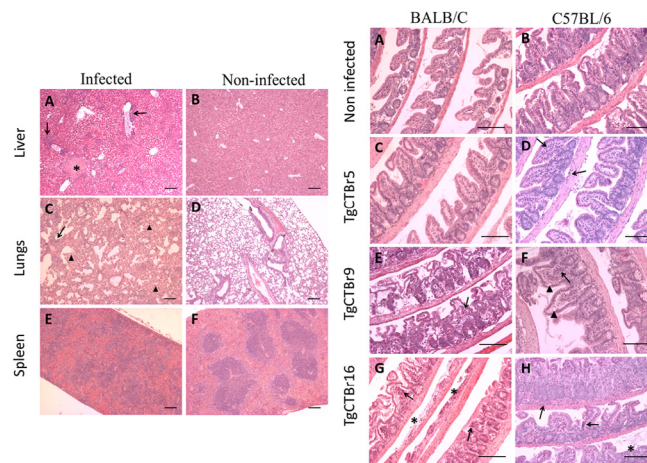 Infected Non-infected
Liver
A B
Lungs
C D
Spleen
E F
BALB/C C57BL/6
Non infected
A B
TgCTBr5
C D
TgCTBr9
E F
TgCTBr16
G H